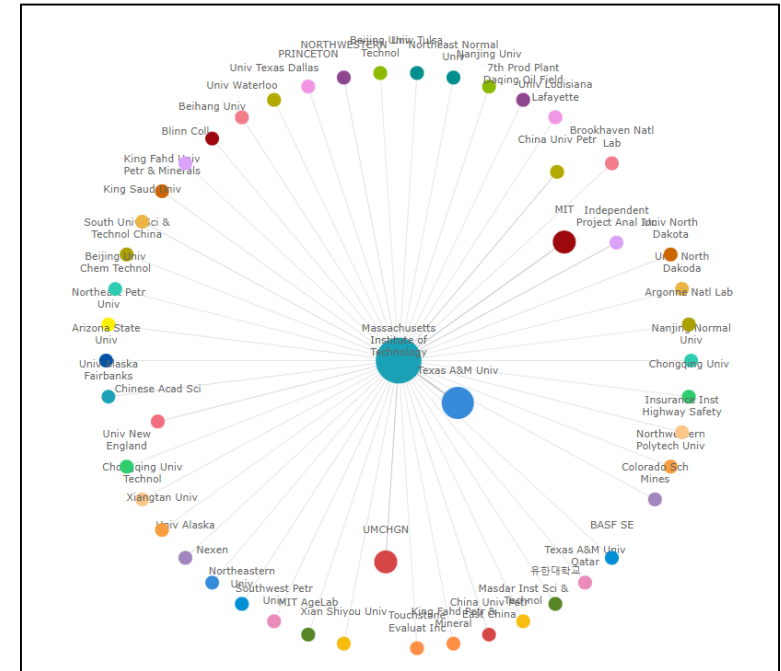 Beijing Univ
Technol
Univ Tulsa
NORTHWESTERN
Northeast Normal
Univ
PRINCETON
Nanjing Univ
Univ Texas Dallas
7th Prod Plant
Daqing Oil Field
Univ Waterloo
Univ Louisiana
Lafayette
Beihang Univ
Blinn Coll
China Univ Petr
Brookhaven Natl
Lab
King Fahd Univ
Petr & Minerals
King Saud Univ
MIT
Independent
Project Anal Inc
South Univ Sci &
Technol China
Univ North
Dakota
Beijing Univ
Chem Technol
Univ North
Dakoda
Northeast Petr
Univ
Argonne Natl Lab
Arizona State
Univ
Massachusetts
Institute of
Technology
Nanjing Normal
Univ
Univ Alaska
Fairbanks
Texas A&M Univ
Chongqing Univ
Chinese Acad Sci
Insurance Inst
Highway Safety
Univ New
England
Northwestern
Polytech Univ
Chongqing Univ
Technol
Colorado Sch
Mines
Xiangtan Univ
Univ Alaska
UMCHGN
BASF SE
Nexen
Texas A&M Univ
Qatar
Northeastern
Univ
유한대학교
Southwest Petr
Univ
Masdar Inst Sci &
Technol
MIT AgeLab
China Univ Petr
East China
Xian Shiyou Univ
Touchstone
Evaluat Inc
King Fahd Petr &
Mineral